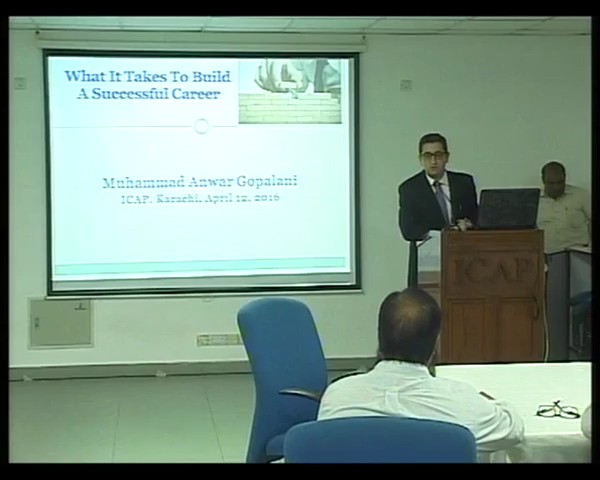 What It Takes To Build
A Successful Career
Muhammad Anwar Gopalani
ICAP, Karachi, April 12, 2016
ICAP